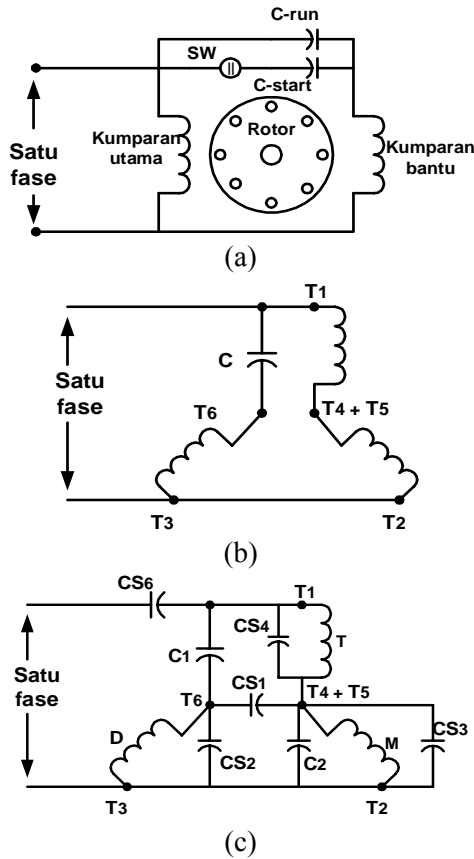 C-run
SW
C-start
Kumparan
utama
Rotor
Kumparan
bantu
Satu
fase
(a)
T1
C
Satu
fase
T6
T4 + T5
T3
T2
(b)
CS6
T1
C1
CS4
T
Satu
fase
T6
CS1
T4 + T5
D
CS2
C2
M
CS3
T3
T2
(c)